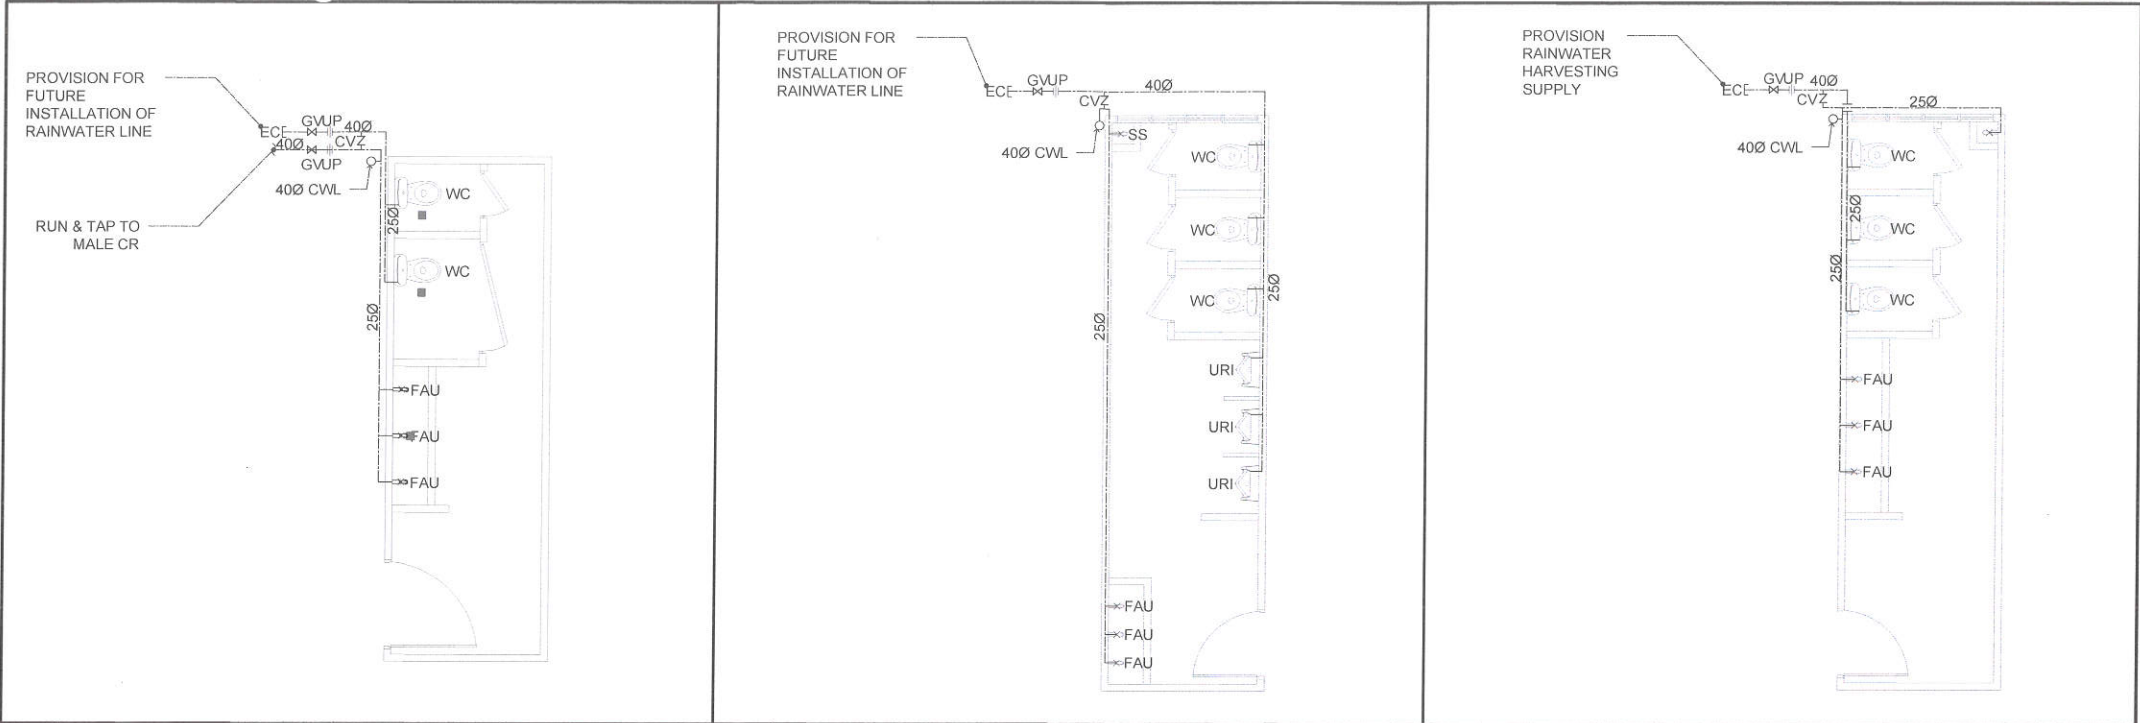 PROVISION FOR
FUTURE
INSTALLATION OF
RAINWATER LINE
GVUP
40Ø
40Ø
CVZ
GVUP
40Ø CWL
RUN & TAP TO
MALE CR
WC
25Ø
WC
25Ø
FAU
FAU
FAU
PROVISION FOR
FUTURE
INSTALLATION OF
RAINWATER LINE
GVUP
40Ø
CVZ
SS
40Ø CWL
WC
WC
WC
25Ø
25Ø
URI
URI
URI
FAU
FAU
FAU
PROVISION
RAINWATER
HARVESTING
SUPPLY
GVUP 40Ø
CVZ
25Ø
40Ø CWL
WC
25Ø
WC
25Ø
WC
FAU
FAU
FAU